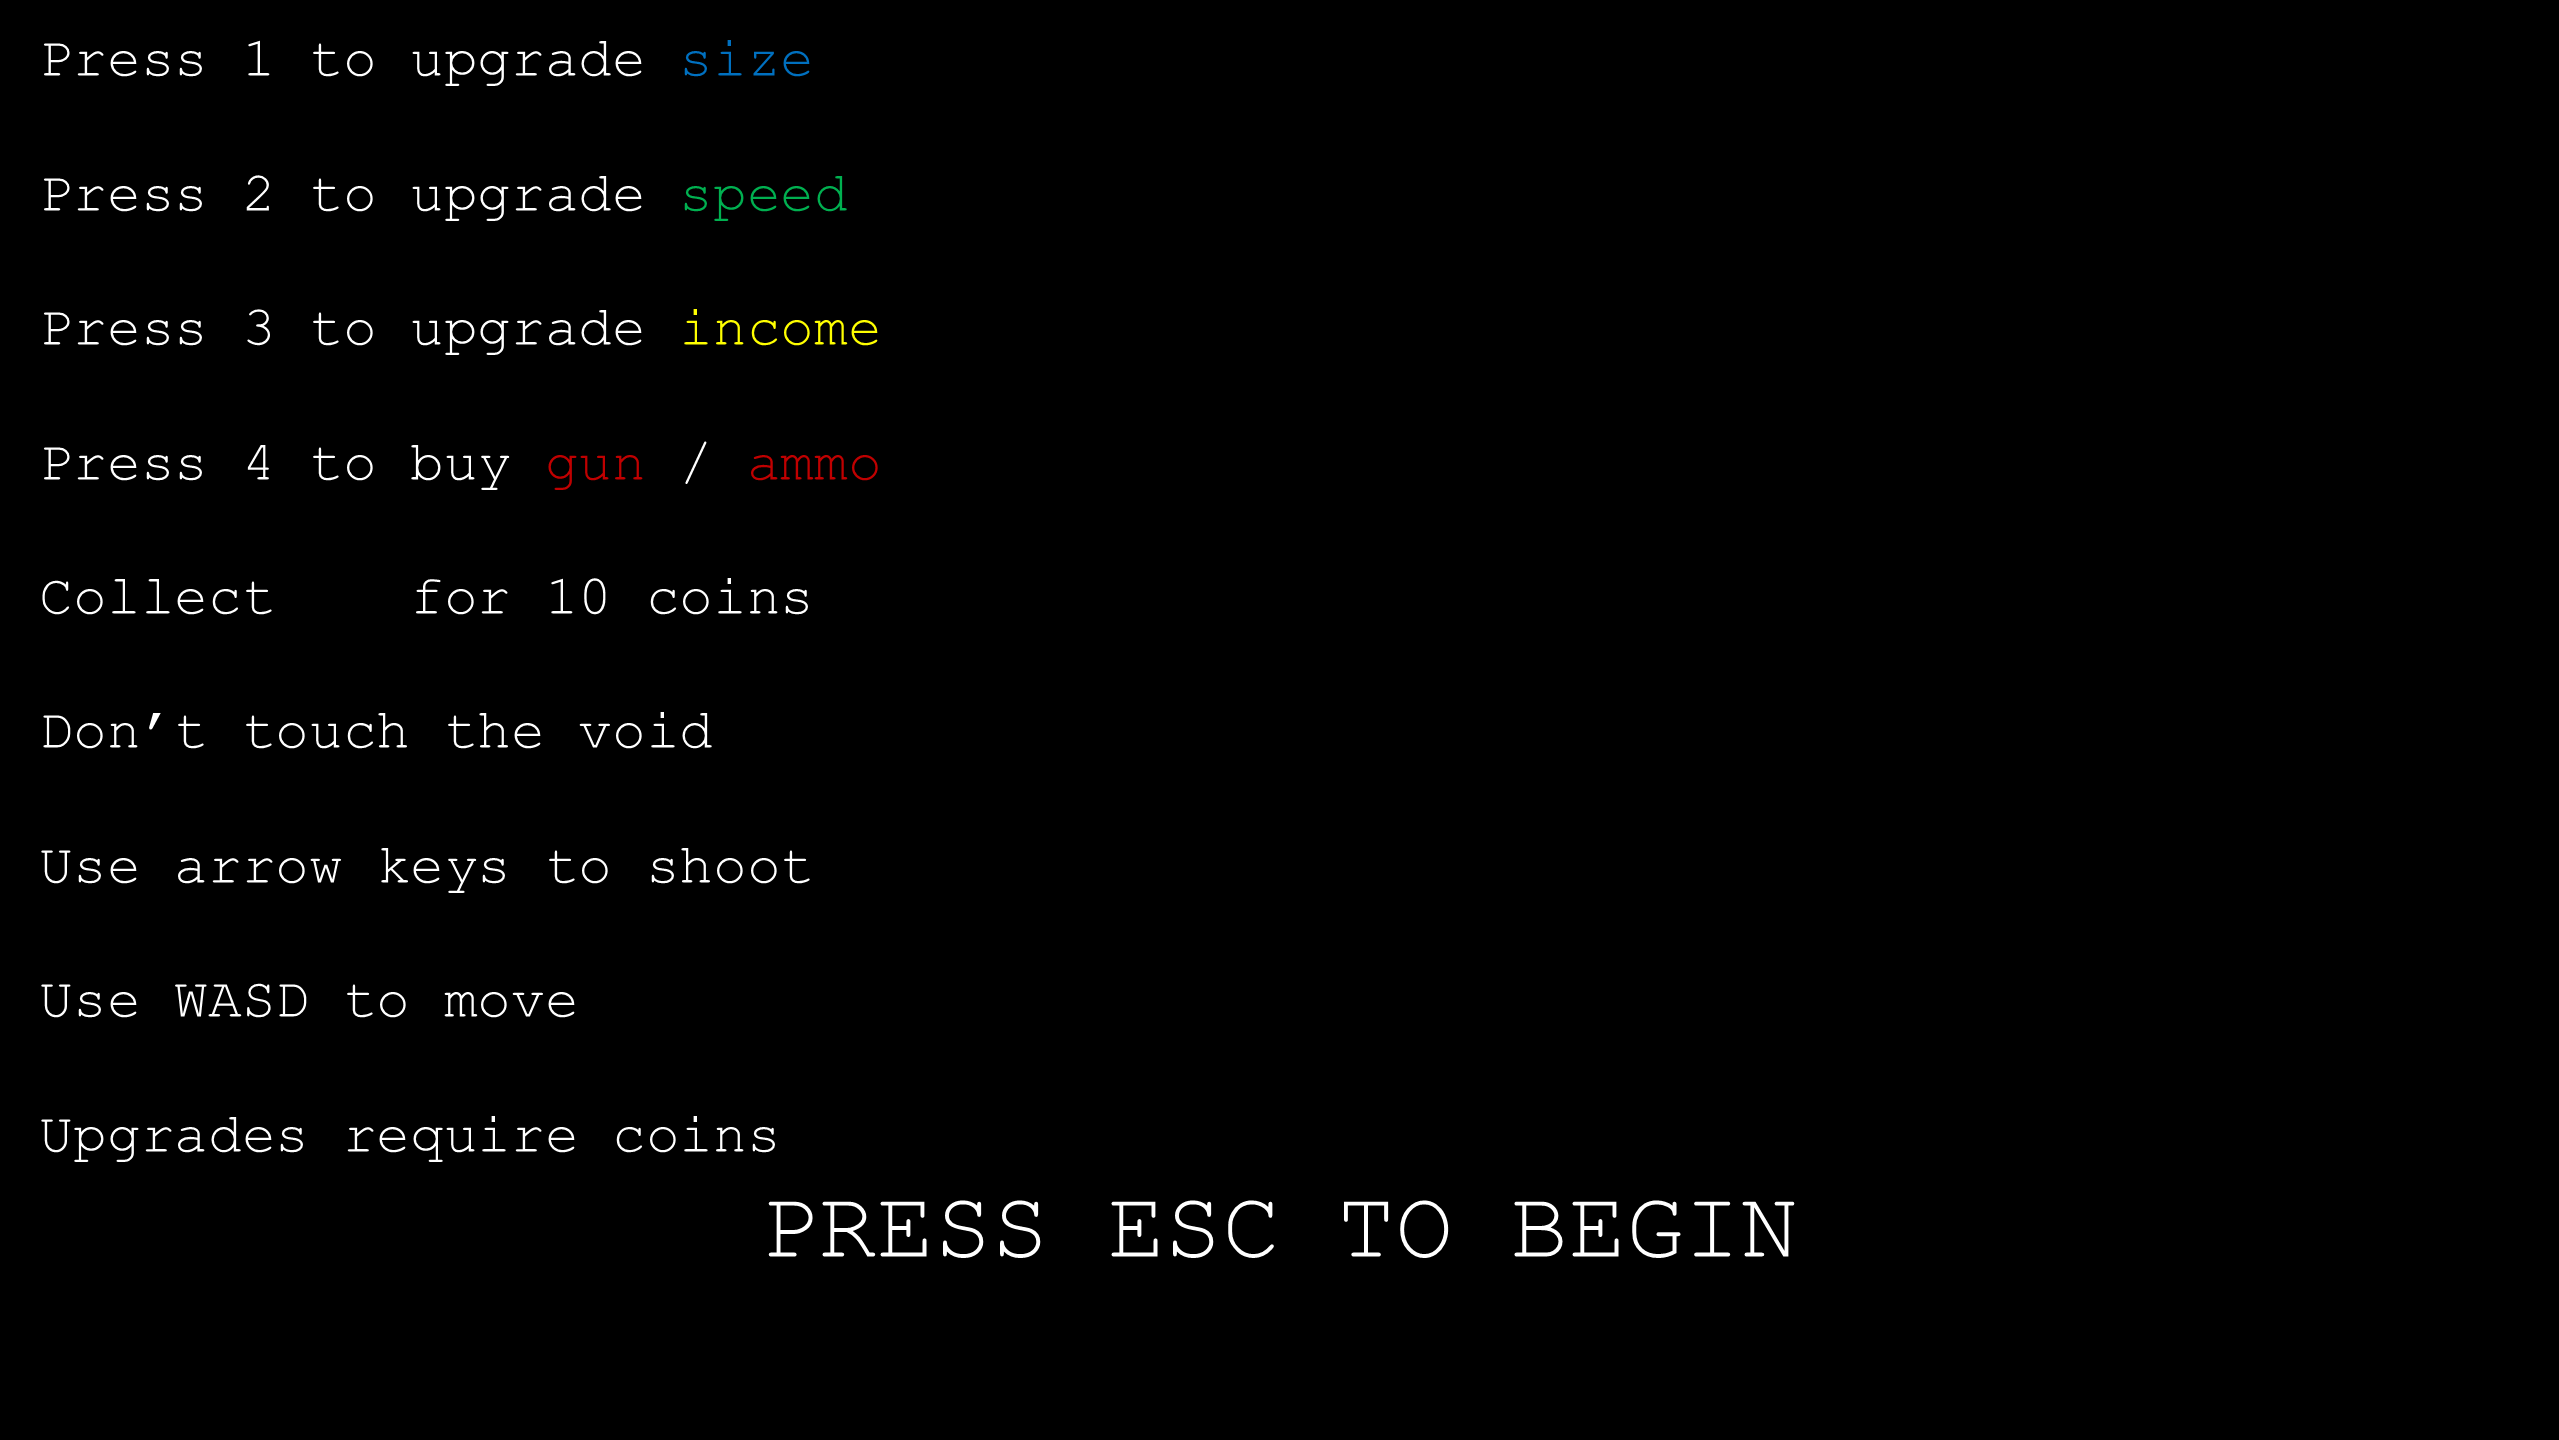 Press 1 to upgrade size
Press 2 to upgrade speed
Press 3 to upgrade income
Press 4 to buy gun / ammo
Collect    for 10 coins
Don’t touch the void
Use arrow keys to shoot
Use WASD to move
Upgrades require coins
PRESS ESC TO BEGIN